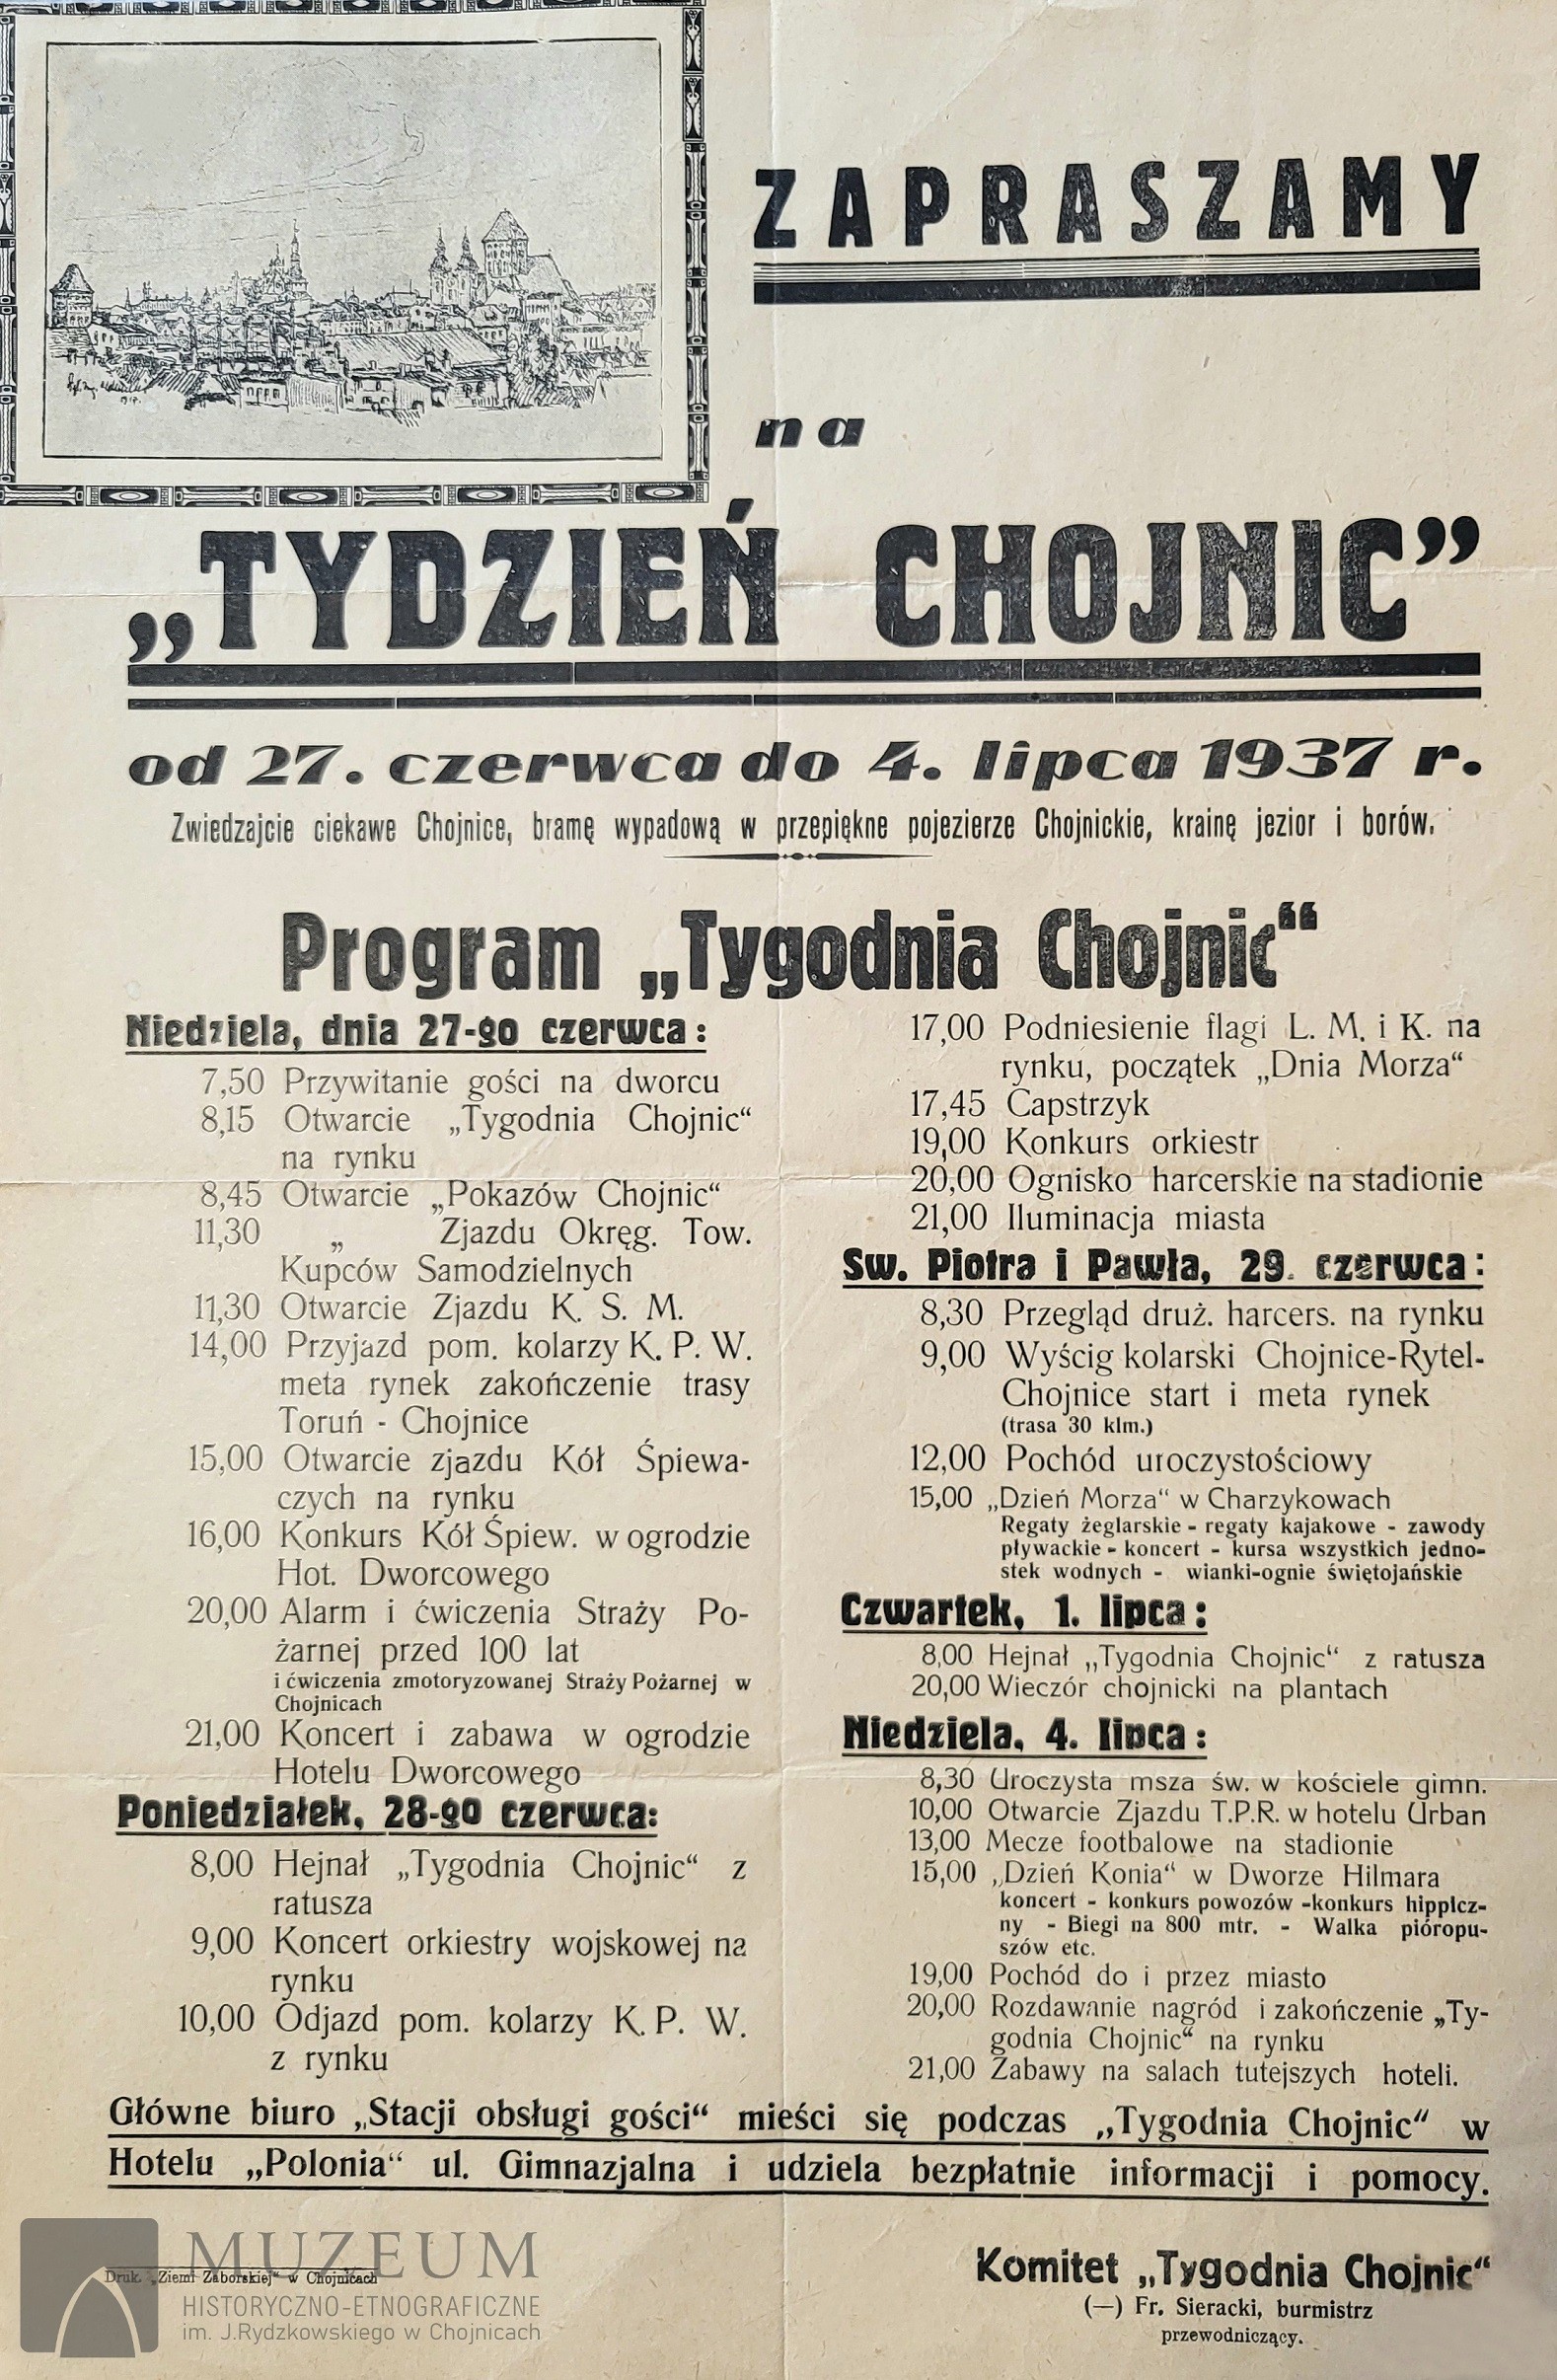 ZAPRASZAMY
na
„TYDZIEŃ CHOJNIC”
od 27. czerwca do 4. lipca 1937 r.
Zwiedzajcie ciekawe Chojnice, bramę wypadową w przepiękne pojezierze Chojnickie, krainę jezior i borów.
Program „Tygodnia Chojnic“
Niedziela, dnia 27-go czerwca:
7,50 Przywitanie gości na dworcu
8,15 Otwarcie „Tygodnia Chojnic“
na rynku
8,45 Otwarcie „Pokazów Chojnic“
11,30 „ Zjazdu Okręg. Tow.
Kupców Samodzielnych
11,30 Otwarcie Zjazdu K. S. M.
14,00 Przyjazd pom. kolarzy K. P. W.
meta rynek zakończenie trasy
Toruń - Chojnice
15,00 Otwarcie zjazdu Kół Śpiewa-
czych na rynku
16,00 Konkurs Kół Śpiew. w ogrodzie
Hot. Dworcowego
20,00 Alarm i ćwiczenia Straży Po-
żarnej przed 100 lat
i ćwiczenia zmotoryzowanej Straży Pożarnej w
Chojnicach
21,00 Koncert i zabawa w ogrodzie
Hotelu Dworcowego
Poniedziałek, 28-go czerwca:
8,00 Hejnał „Tygodnia Chojnic“ z
ratusza
9,00 Koncert orkiestry wojskowej na
rynku
10,00 Odjazd pom. kolarzy K. P. W.
z rynku
17,00 Podniesienie flagi L. M. i K. na
rynku, początek „Dnia Morza“
17,45 Capstrzyk
19,00 Konkurs orkiestr
20,00 Ognisko harcerskie na stadionie
21,00 Iluminacja miasta
Sw. Piotra i Pawła, 29. czerwca:
8,30 Przegląd druż. harcers. na rynku
9,00 Wyścig kolarski Chojnice-Rytel-
Chojnice start i meta rynek
(trasa 30 klm.)
12,00 Pochód uroczystościowy
15,00 „Dzień Morza“ w Charzykowach
Regaty żeglarskie - regaty kajakowe - zawody
pływackie - koncert - kursa wszystkich jedno-
stek wodnych - wianki-ognie świętojańskie
Czwartek, 1. lipca:
8,00 Hejnał „Tygodnia Chojnic“ z ratusza
20,00 Wieczór chojnicki na plantach
Niedziela, 4. lipca:
8,30 Uroczysta msza św. w kościele gimn.
10,00 Otwarcie Zjazdu T.P.R. w hotelu Urban
13,00 Mecze footbalowe na stadionie
15,00 „Dzień Konia“ w Dworze Hilmara
koncert - konkurs powozów -konkurs hippicz-
ny - Biegi na 800 mtr. - Walka pióropu-
szów etc.
19,00 Pochód do i przez miasto
20,00 Rozdawanie nagród i zakończenie „Ty-
godnia Chojnic“ na rynku
21,00 Zabawy na salach tutejszych hoteli.
Główne biuro „Stacji obsługi gości“ mieści się podczas „Tygodnia Chojnic“ w
Hotelu „Polonia“ ul. Gimnazjalna i udziela bezpłatnie informacji i pomocy.
Komitet „Tygodnia Chojnic“
(—) Fr. Sieracki, burmistrz
przewodniczący.
Druk. „Ziemi Zaborskiej“ w Chojnicach
MUZEUM
HISTORYCZNO-ETNOGRAFICZNE
im. J.Rydzkowskiego w Chojnicach